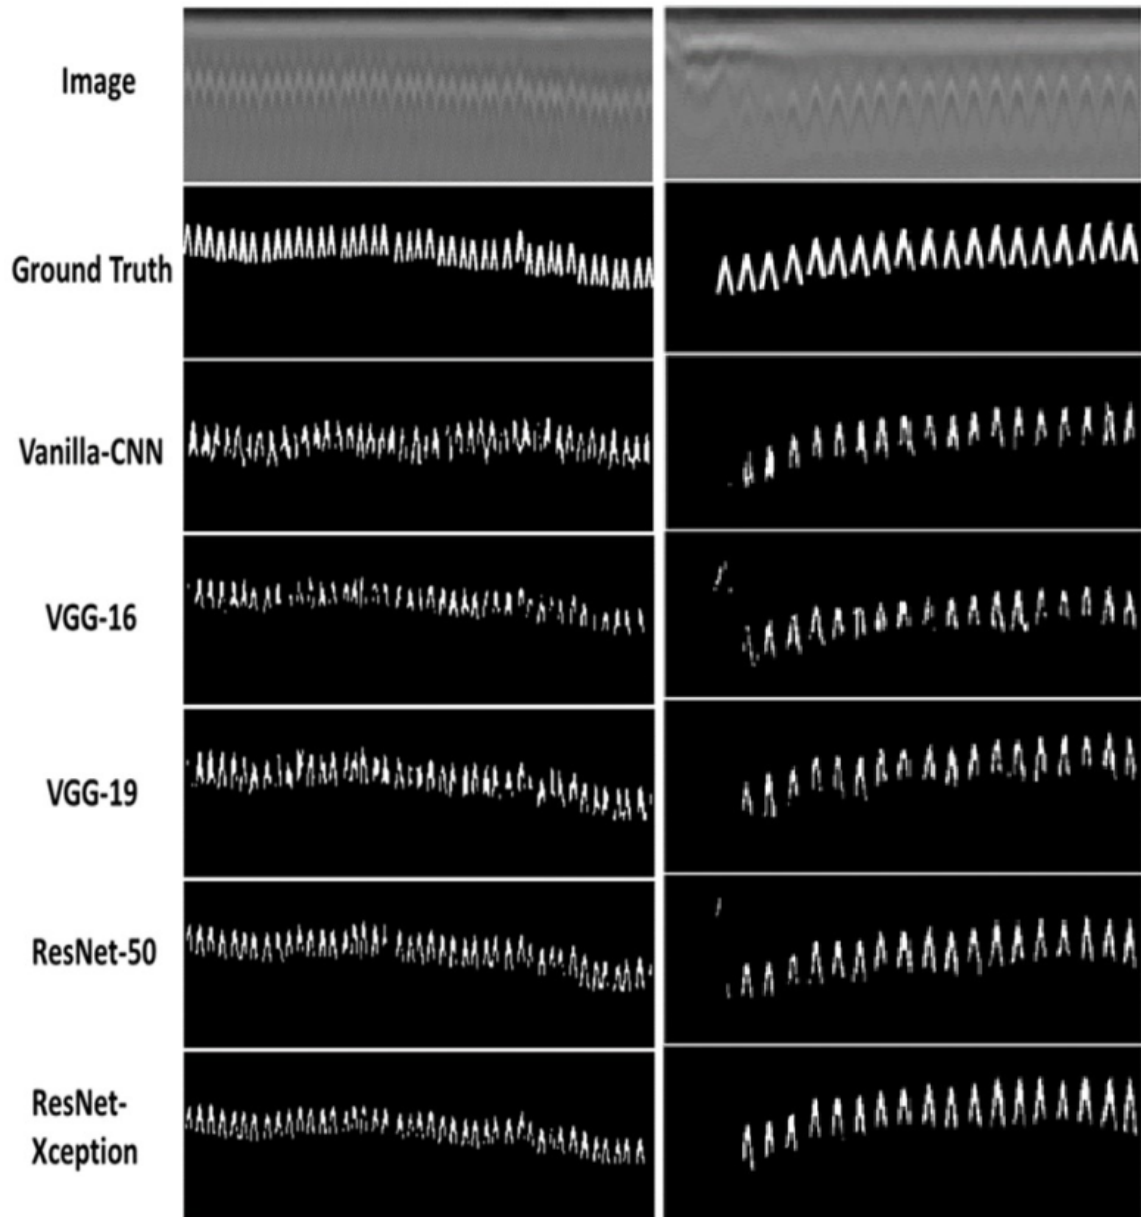 Image
Ground Truth
Vanilla-CNN
VGG-16
VGG-19
ResNet-50
ResNet-
Xception